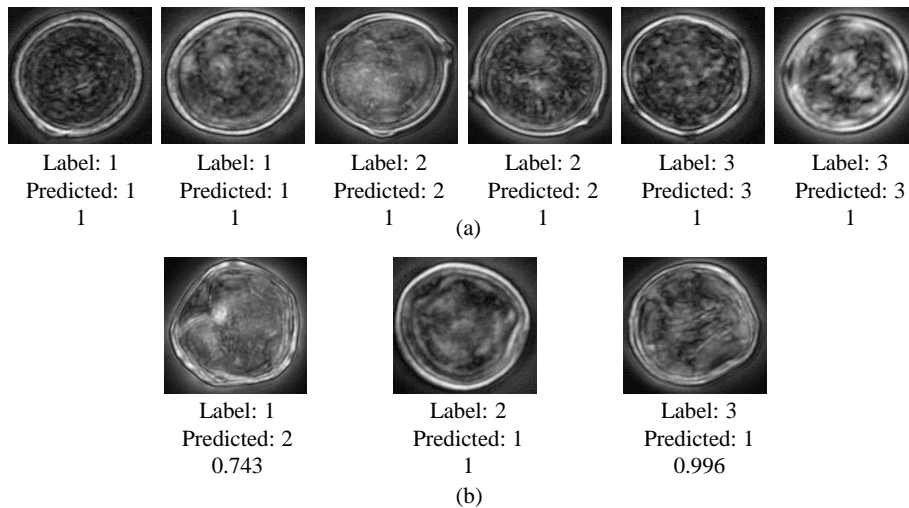 Label: 1 Label: 1 Label: 2 Label: 2 Label: 3 Label: 3
Predicted: 1 Predicted: 1 Predicted: 2 Predicted: 2 Predicted: 3 Predicted: 3
1 1 1 1 1 1
(a)
Label: 1 Label: 2 Label: 3
Predicted: 2 Predicted: 1 Predicted: 1
0.743 1 0.996
(b)